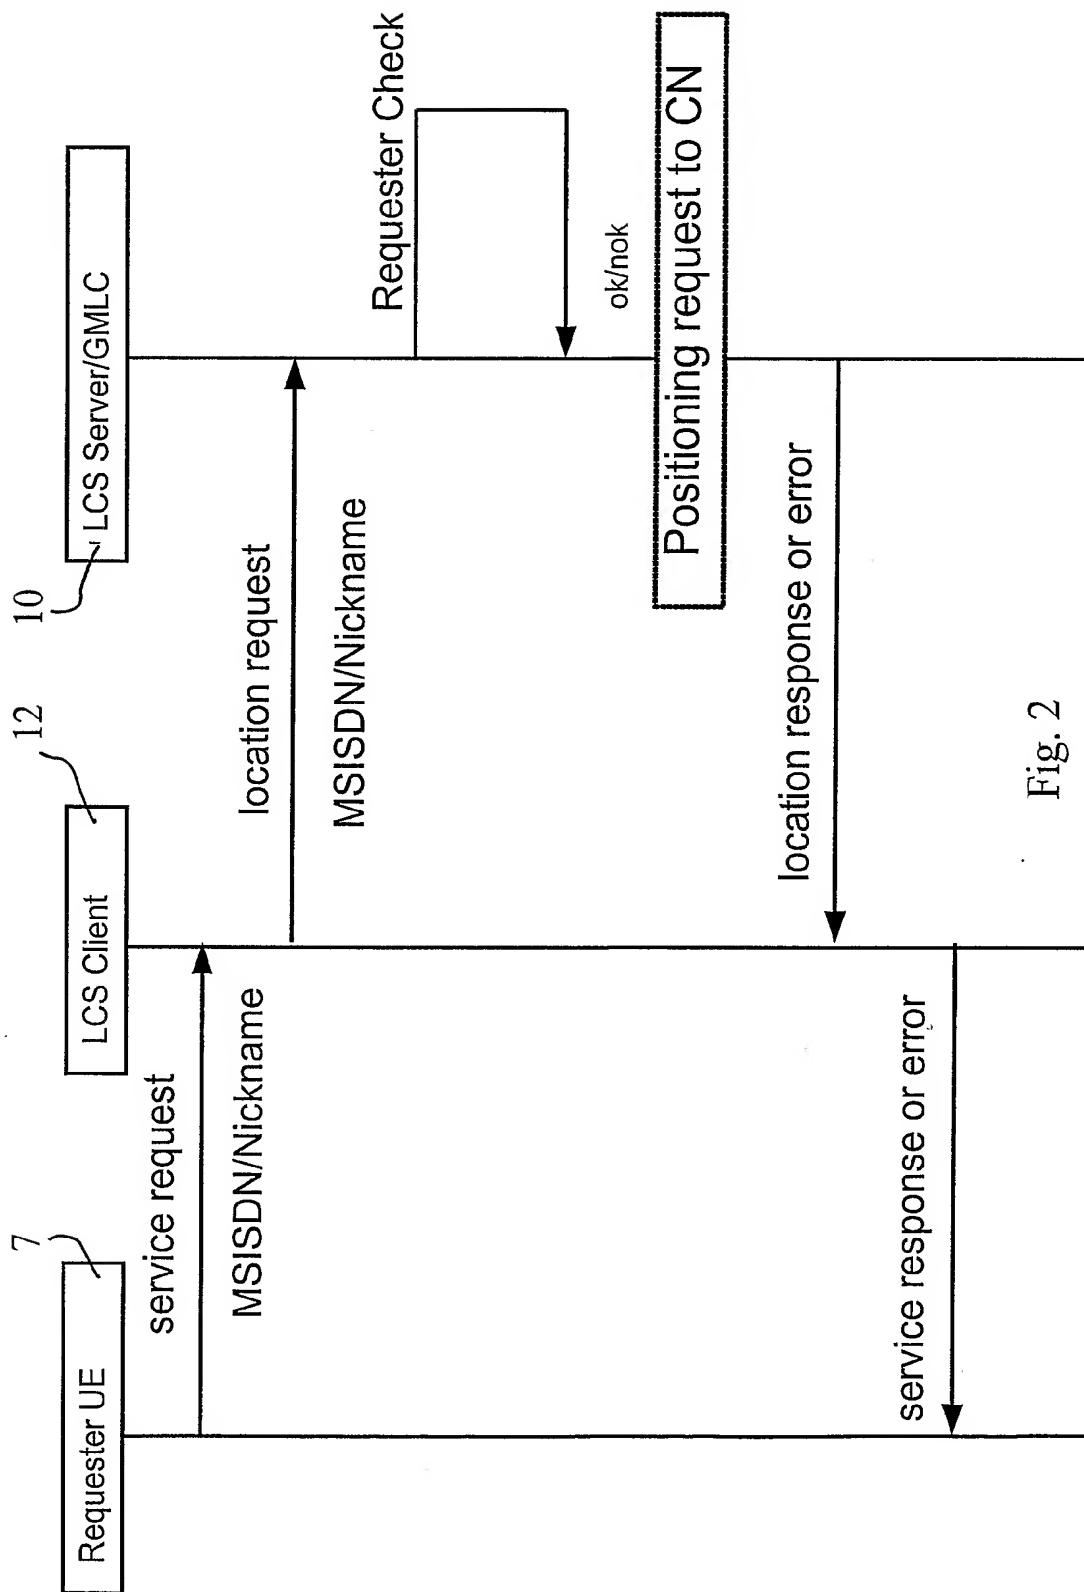 7
12
10
Requester UE
LCS Client
LCS Server/GMLC
service request
MSISDN/Nickname
location request
MSISDN/Nickname
Requester Check
ok/nok
Positioning request to CN
location response or error
service response or error
Fig. 2